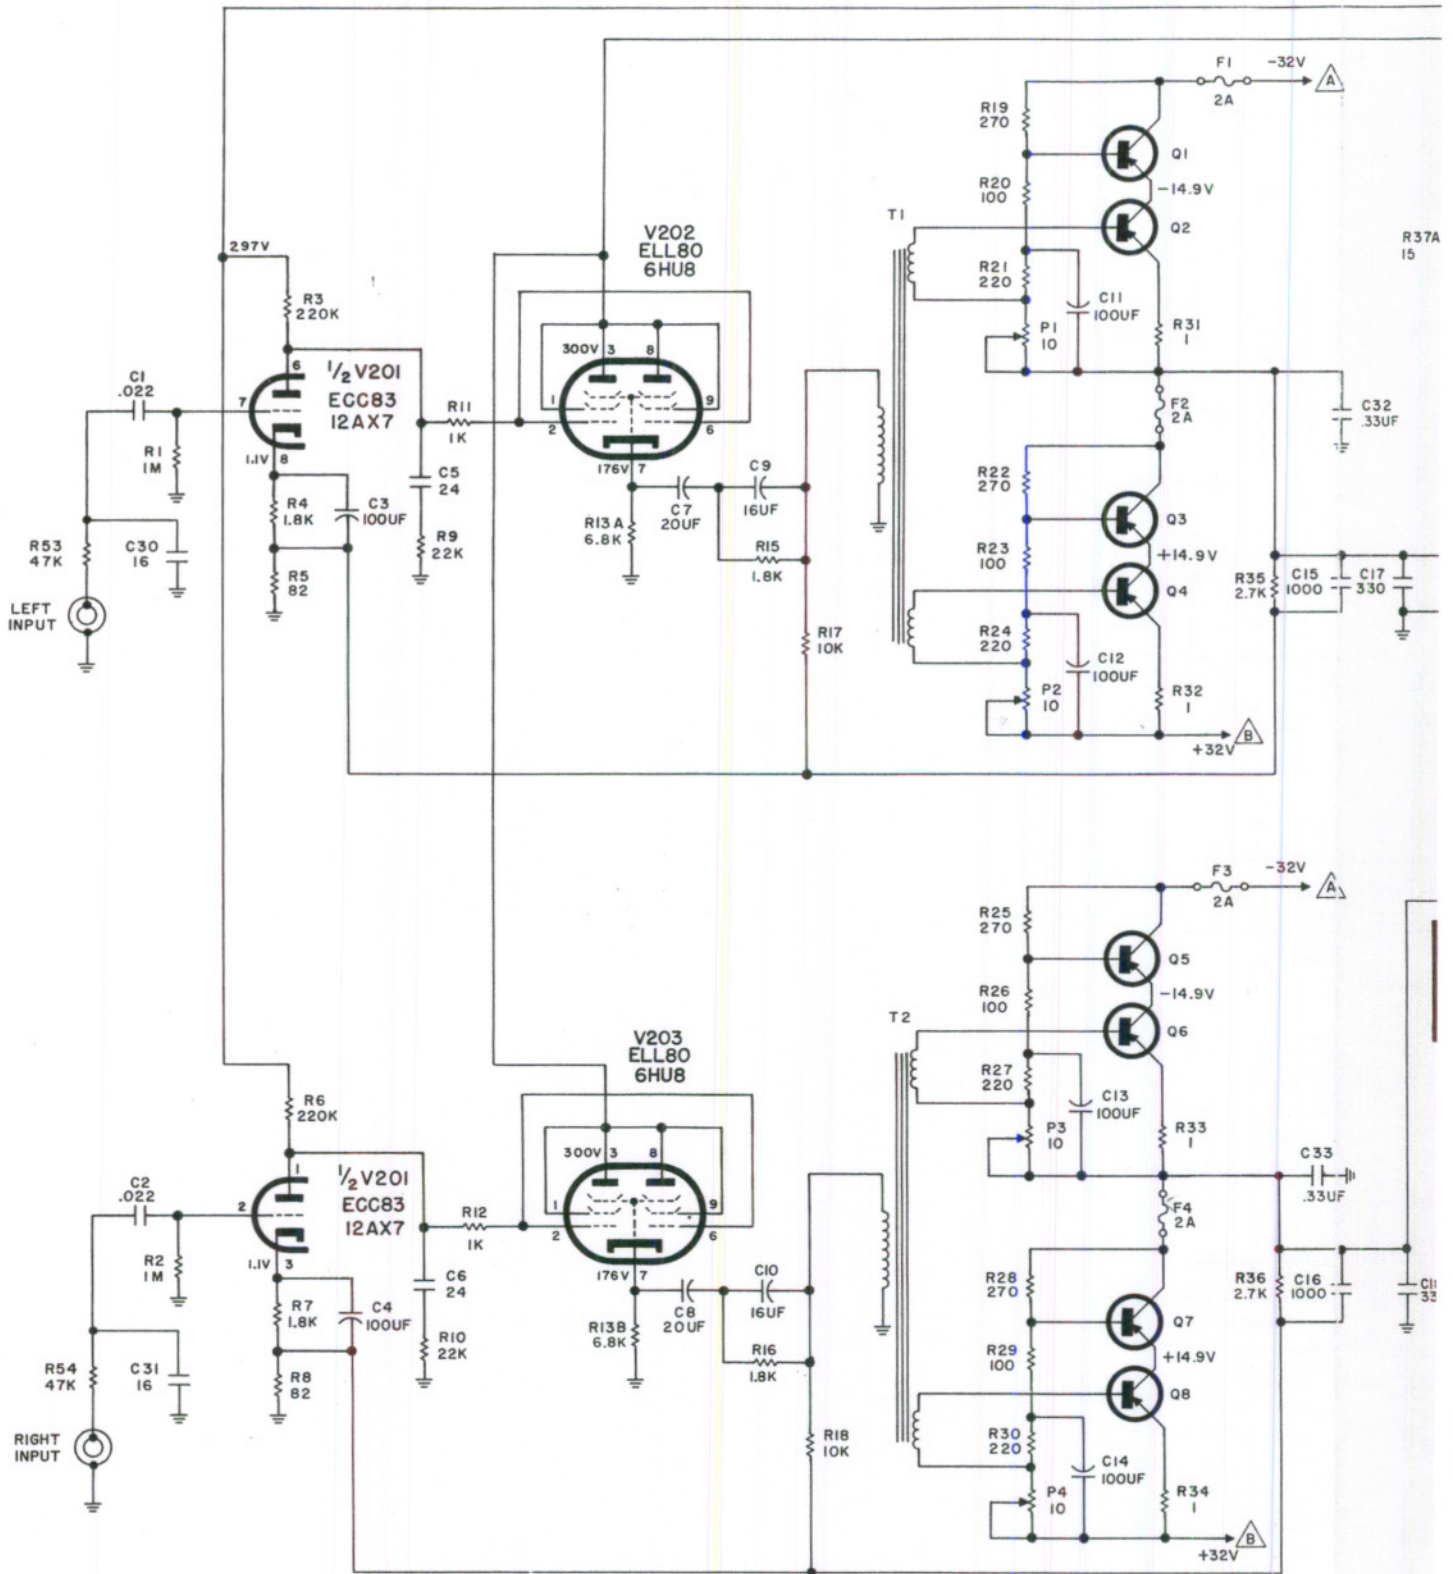 F1
-32V
A
2A
R19
270
Q1
R20
100
-14.9V
T1
Q2
V202
ELL80
6HU8
R37A
15
297V
R21
220
C11
100UF
R3
220K
P1
10
R31
1
300V 3
8
1/2 V201
ECC83
12AX7
6
C1
.022
7
R11
1K
1
2
9
6
F2
2A
C32
.33UF
R1
1M
1.1V 8
176V 7
C9
16UF
C5
24
R22
270
R4
1.8K
C3
100UF
C7
20UF
Q3
R53
47K
C30
16
R9
22K
R13A
6.8K
R15
1.8K
R23
100
+14.9V
R5
82
R35
2.7K
C15
1000
C17
330
Q4
LEFT
INPUT
R17
10K
R24
220
C12
100UF
P2
10
R32
1
+32V
B
F3
-32V
A
2A
R25
270
Q5
R26
100
-14.9V
T2
Q6
V203
ELL80
6HU8
R27
220
C13
100UF
R6
220K
P3
10
R33
1
300V 3
8
C33
.33UF
1/2 V201
ECC83
12AX7
1
C2
.022
2
R12
1K
1
2
9
6
F4
2A
R2
1M
1.1V 3
176V 7
C10
16UF
C6
24
R28
270
R36
2.7K
C16
1000
R7
1.8K
C4
100UF
C8
20UF
Q7
R13B
6.8K
R16
1.8K
R29
100
+14.9V
R54
47K
C31
16
R10
22K
R8
82
Q8
RIGHT
INPUT
R18
10K
R30
220
C14
100UF
P4
10
R34
1
+32V
B